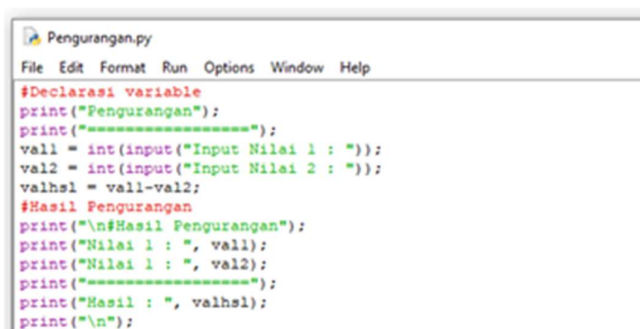 Pengurangan.py
File Edit Format Run Options Window Help
#Declarasi variable
print("Pengurangan");
print("==================");
val1 = int(input("Input Nilai 1 : "));
val2 = int(input("Input Nilai 2 : "));
valhsl = val1-val2;
#Hasil Pengurangan
print("\n#Hasil Pengurangan");
print("Nilai 1 : ", val1);
print("Nilai 1 : ", val2);
print("==================");
print("Hasil : ", valhsl);
print("\n");